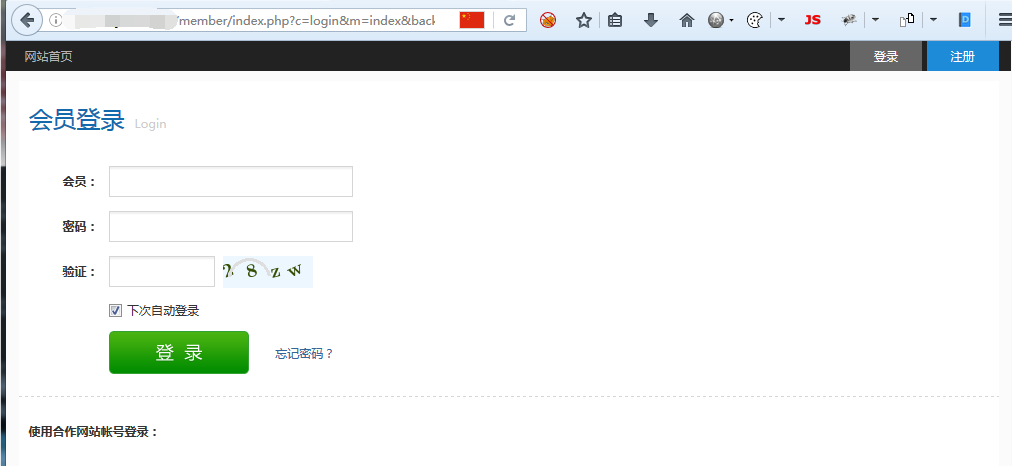 /member/index.php?c=login&m=index&back
JS
网站首页 登录 注册
会员登录 Login
会员：
密码：
验证： 28zw
下次自动登录
登 录 忘记密码？
使用合作网站帐号登录：